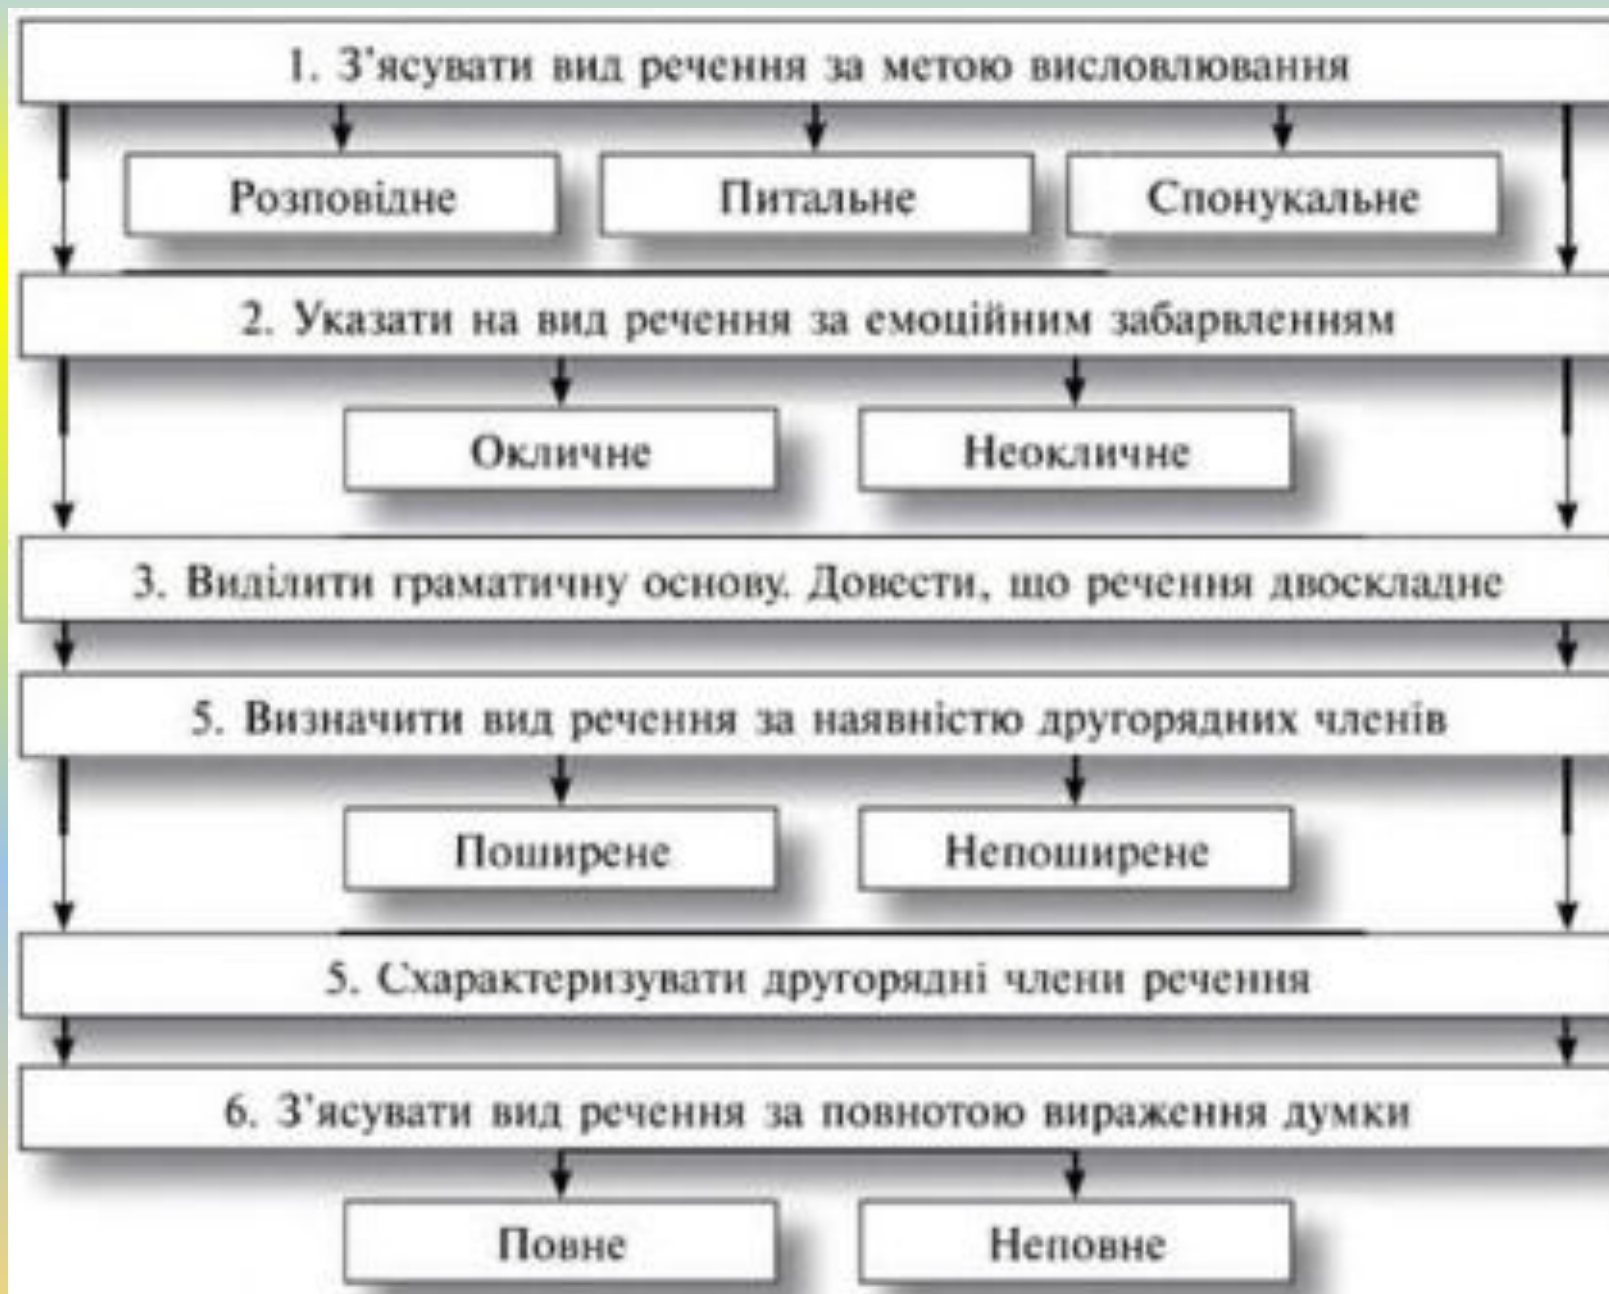 1. З’ясувати вид речення за метою висловлювання
Розповідне Питальне Спонукальне
2. Указати на вид речення за емоційним забарвленням
Окличне Неокличне
3. Виділити граматичну основу. Довести, що речення двоскладне
5. Визначити вид речення за наявністю другорядних членів
Поширене Непоширене
5. Схарактеризувати другорядні члени речення
6. З’ясувати вид речення за повнотою вираження думки
Повне Неповне